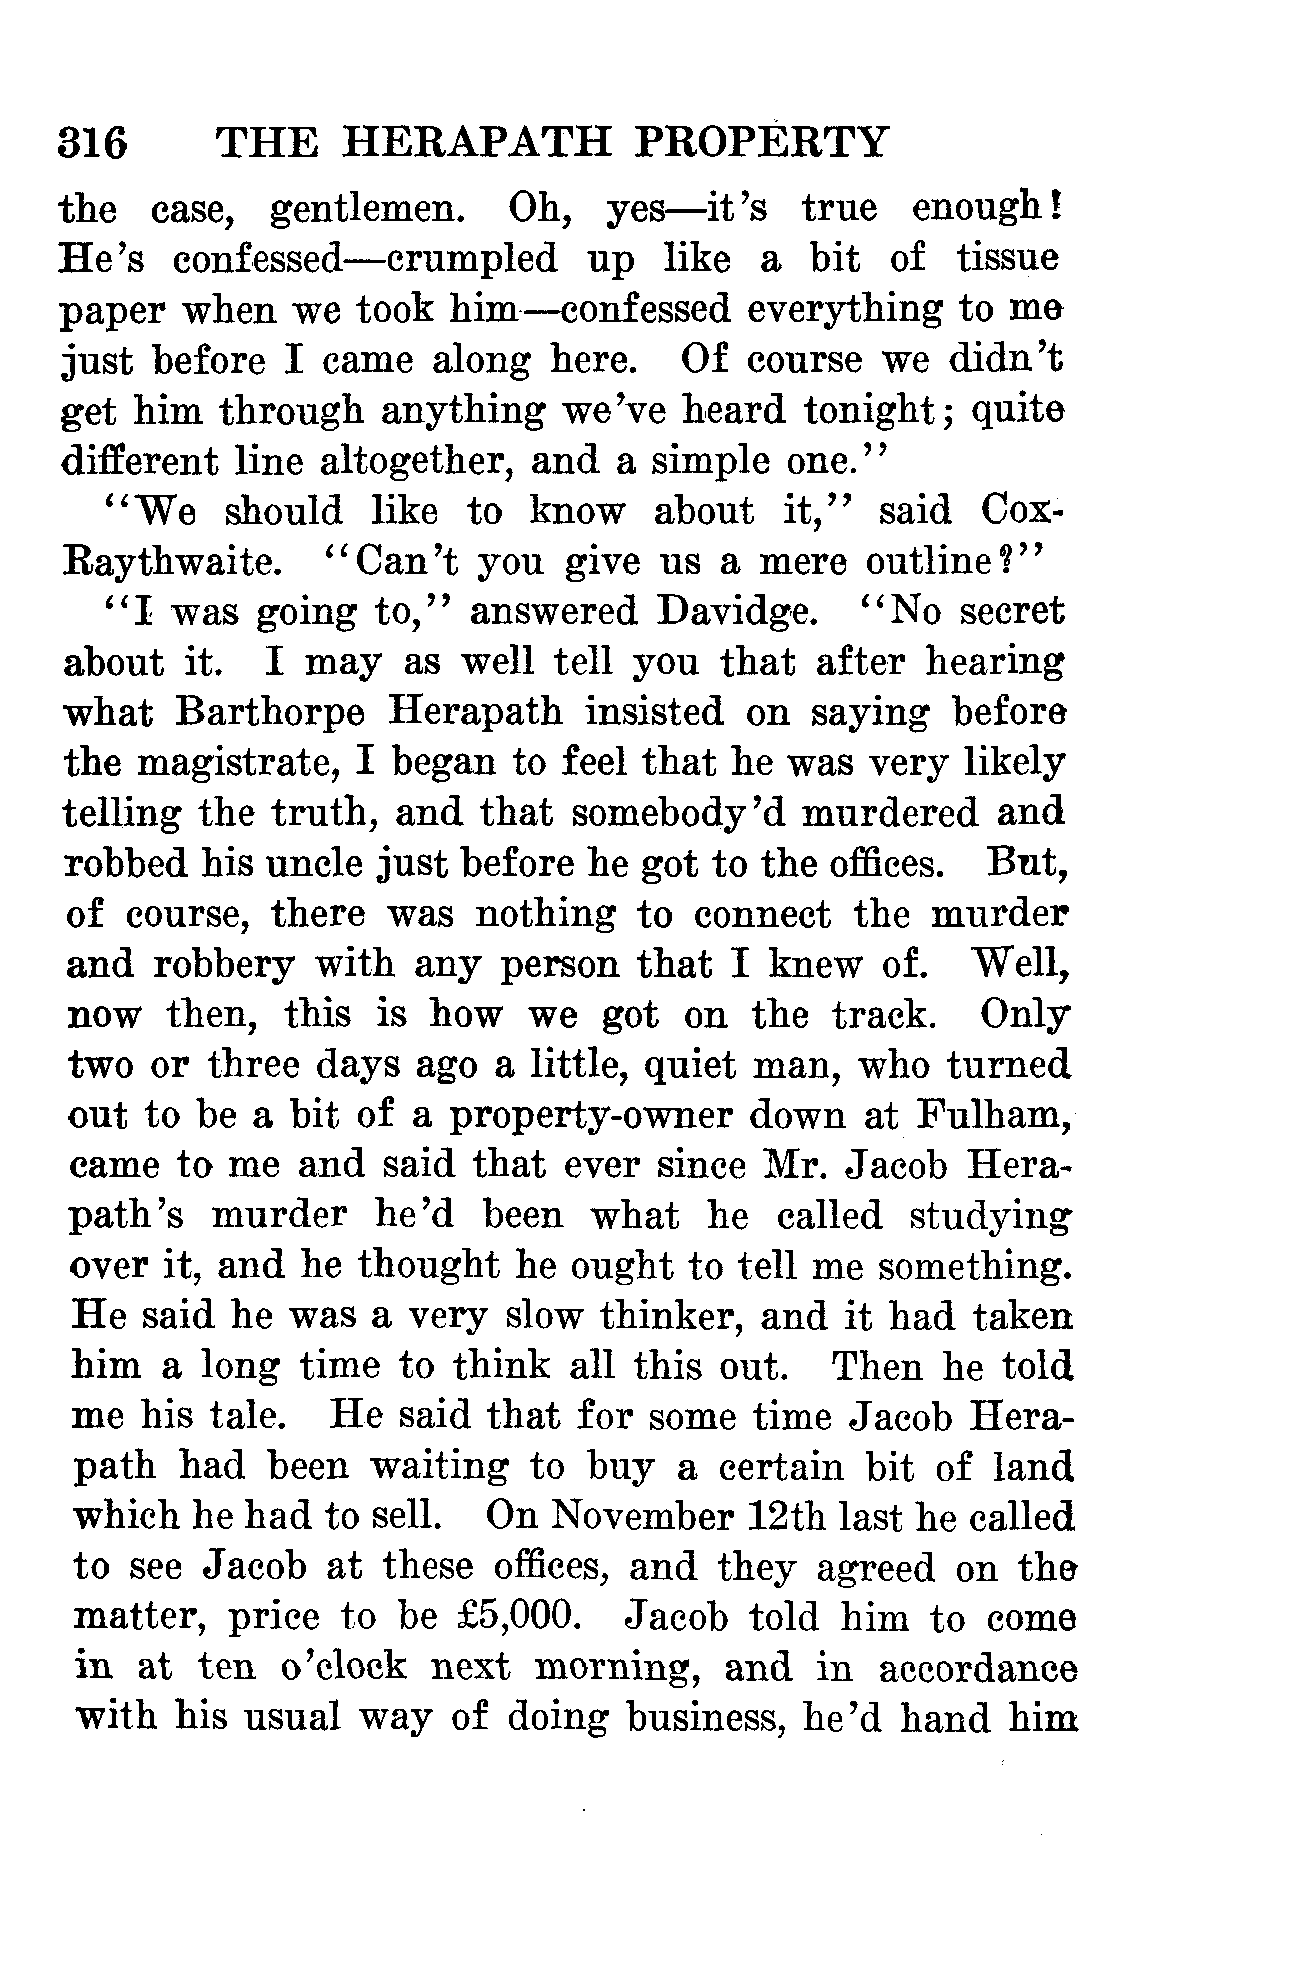 316 THE HERAPATH PROPERTY
the case, gentlemen. Oh, yes—it's true enough!
He's confessed—crumpled up like a bit of tissue
paper when we took him—confessed everything to me
just before I came along here. Of course we didn't
get him through anything we've heard tonight; quite
different line altogether, and a simple one."
"We should like to know about it," said Cox-
Raythwaite. "Can't you give us a mere outline?"
"I was going to," answered Davidge. "No secret
about it. I may as well tell you that after hearing
what Barthorpe Herapath insisted on saying before
the magistrate, I began to feel that he was very likely
telling the truth, and that somebody'd murdered and
robbed his uncle just before he got to the offices. But,
of course, there was nothing to connect the murder
and robbery with any person that I knew of. Well,
now then, this is how we got on the track. Only
two or three days ago a little, quiet man, who turned
out to be a bit of a property-owner down at Fulham,
came to me and said that ever since Mr. Jacob Hera-
path's murder he'd been what he called studying
over it, and he thought he ought to tell me something.
He said he was a very slow thinker, and it had taken
him a long time to think all this out. Then he told
me his tale. He said that for some time Jacob Hera-
path had been waiting to buy a certain bit of land
which he had to sell. On November 12th last he called
to see Jacob at these offices, and they agreed on the
matter, price to be £5,000. Jacob told him to come
in at ten o'clock next morning, and in accordance
with his usual way of doing business, he'd hand him